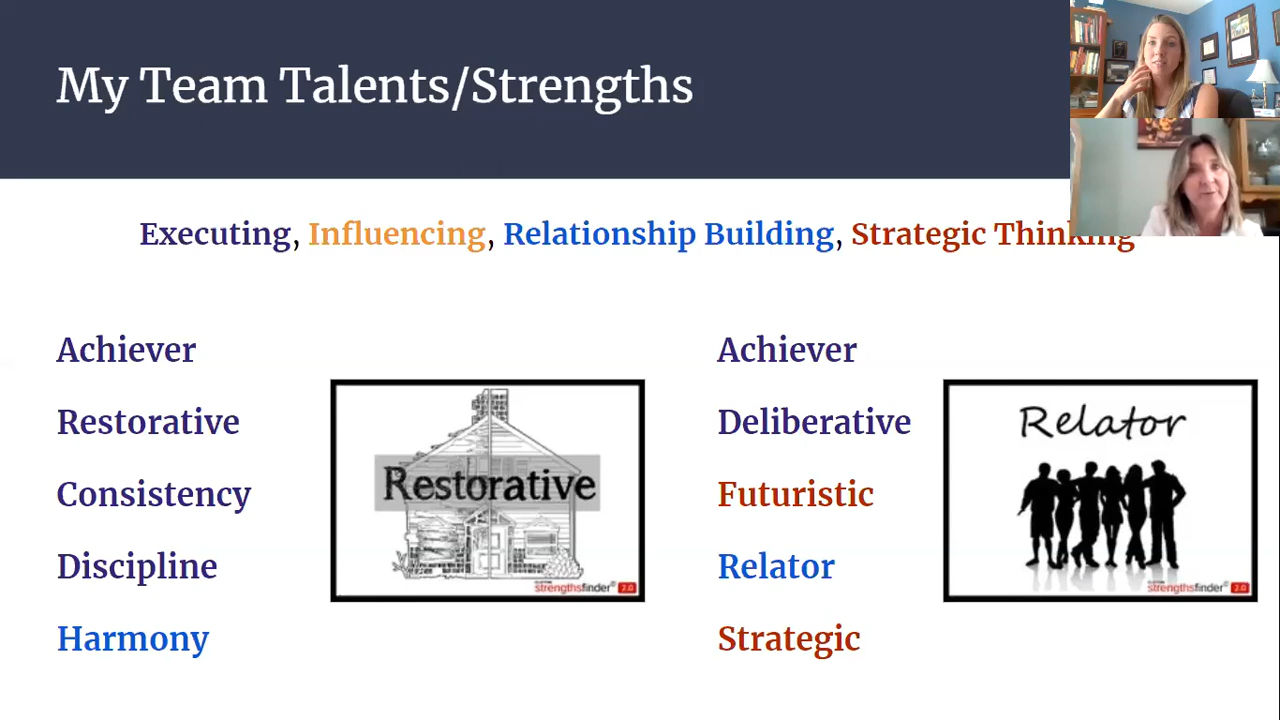 My Team Talents/Strengths
Executing, Influencing, Relationship Building, Strategic Thinking
Achiever
Restorative
Consistency
Discipline
Harmony
Restorative
strengthsfinder 2.0
Achiever
Deliberative
Futuristic
Relator
Strategic
Relator
strengthsfinder 2.0